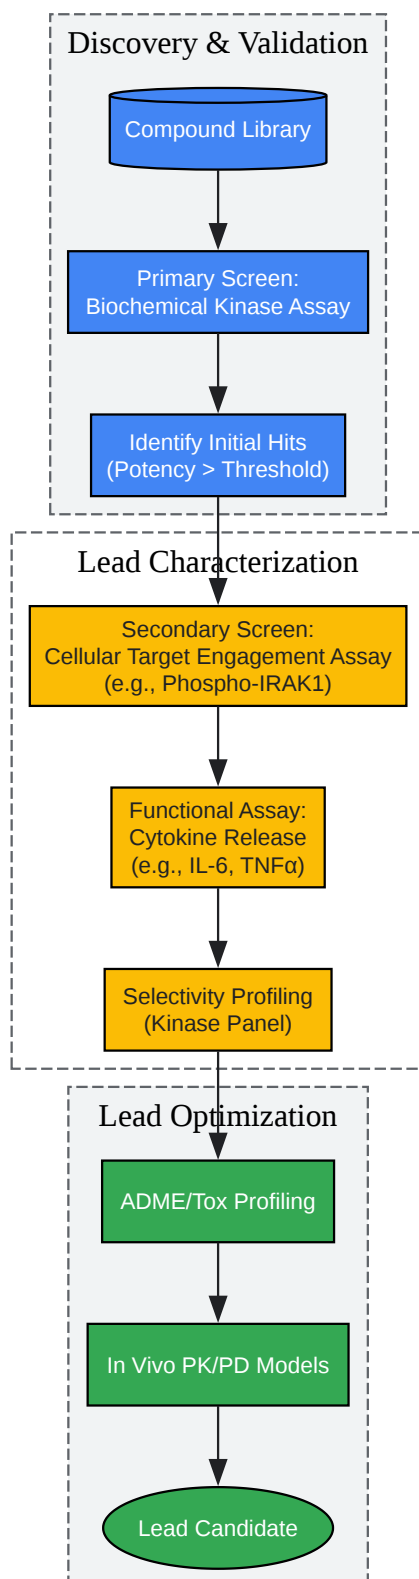 Discovery & Validation
Compound Library
Primary Screen:
Biochemical Kinase Assay
Identify Initial Hits
(Potency > Threshold)
Lead Characterization
Secondary Screen:
Cellular Target Engagement Assay
(e.g., Phospho-IRAK1)
Functional Assay:
Cytokine Release
(e.g., IL-6, TNFα)
Selectivity Profiling
(Kinase Panel)
Lead Optimization
ADME/Tox Profiling
In Vivo PK/PD Models
Lead Candidate